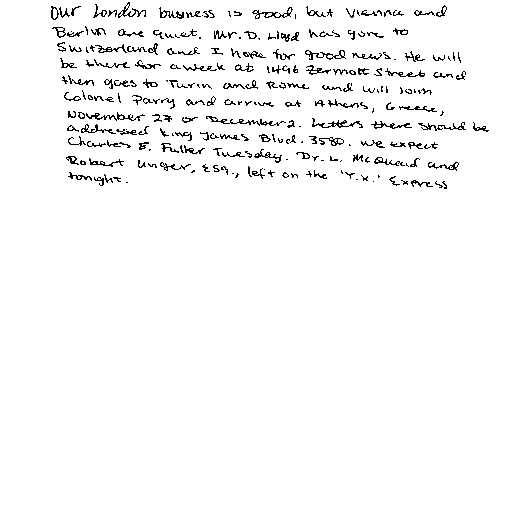 Our London business is good, but Vienna and
Berlin are quiet. Mr. D. Lloyd has gone to
Switzerland and I hope for good news. He will
be there for a week at 1496 Zermott Street and
then goes to Turin and Rome and will join
Colonel Parry and arrive at Athens, Greece,
November 27 or December 2. Letters there should be
addressed King James Blvd. 3580. We expect
Charles E. Fuller Tuesday. Dr. L. McQuaid and
Robert Unger, Esq., left on the 'Y.X.' Express
tonight.